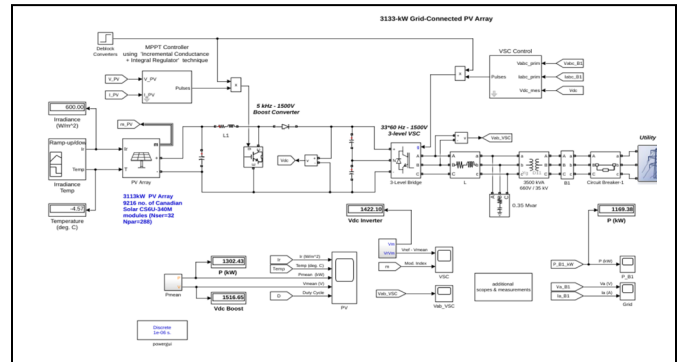 3133-kW Grid-Connected PV Array
Deblock
Converters
MPPT Controller
using 'Incremental Conductance
+ Integral Regulator' technique
V_PV
I_PV
V_PV
I_PV
Pulses
VSC Control
Pulses
Vabc_prim
Iabc_prim
Vdc_mes
Vabc_B1
Iabc_B1
Vdc
5 kHz - 1500V
Boost Converter
33*60 Hz - 1500V
3-level VSC
600.00
Irradiance
(W/m^2)
m_PV
L1
Ramp-up/down
Ir
Temp
Irradiance
Temp
PV Array
-4.57
Temperature
(deg. C)
3113kW PV Array
9216 no. of Canadian
Solar CS6U-340M
modules (Nser=32
Npar=288)
Vdc
Vab_VSC
3-Level Bridge
L
3500 kVA
660V / 35 kV
B1
Circuit Breaker-1
Utility
0.35 Mvar
1422.10
Vdc Inverter
1169.38
P (kW)
1302.43
P (kW)
Pmean
1516.65
Vdc Boost
Ir
Temp
D
Ir (W/m^2)
Temp (deg. C)
Pmean (kW)
Vmean (V)
Duty Cycle
PV
m
Vref - Vmean
Mod. Index
VSC
Vab_VSC
Vab_VSC
additional
scopes & measurements
P_B1_kW
P (kW)
P_B1
Va_B1
Ia_B1
Va (V)
Ia (A)
Grid
Discrete
1e-06 s.
powergui